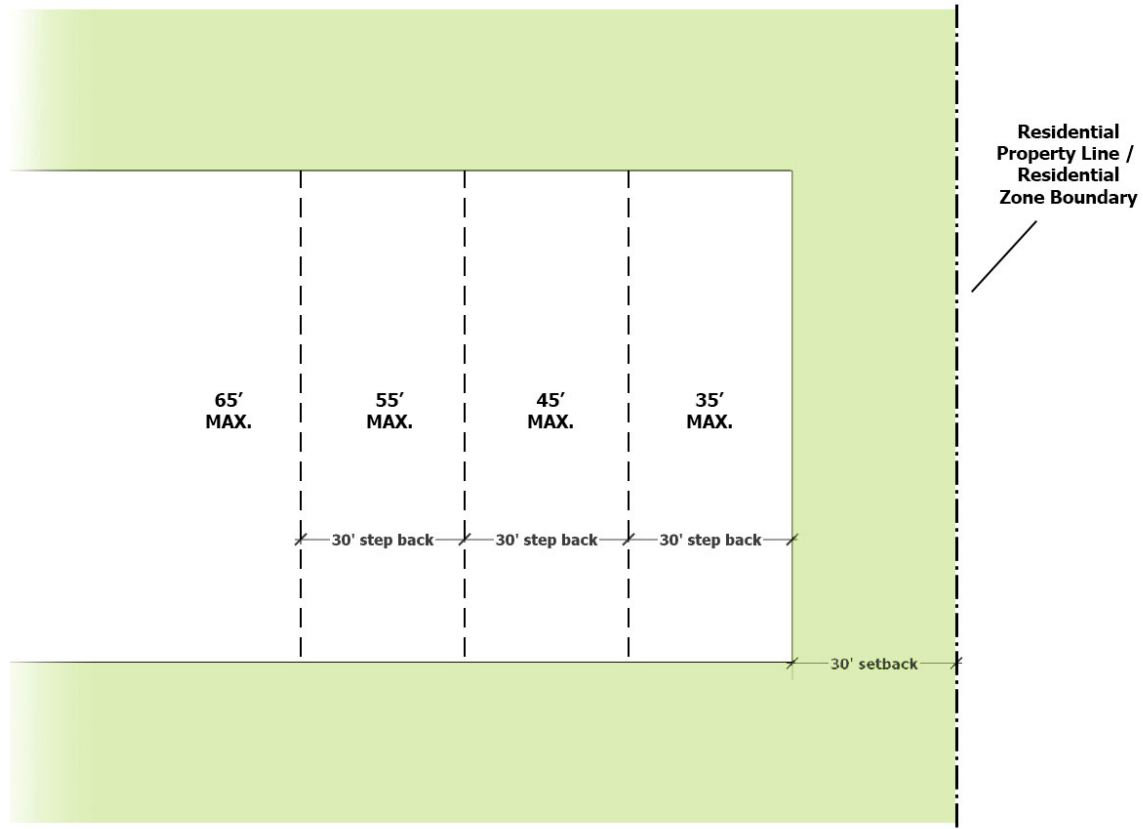 Residential
Property Line /
Residential
Zone Boundary
65’
MAX.
55’
MAX.
45’
MAX.
35’
MAX.
30' step back
30' step back
30' step back
30' setback